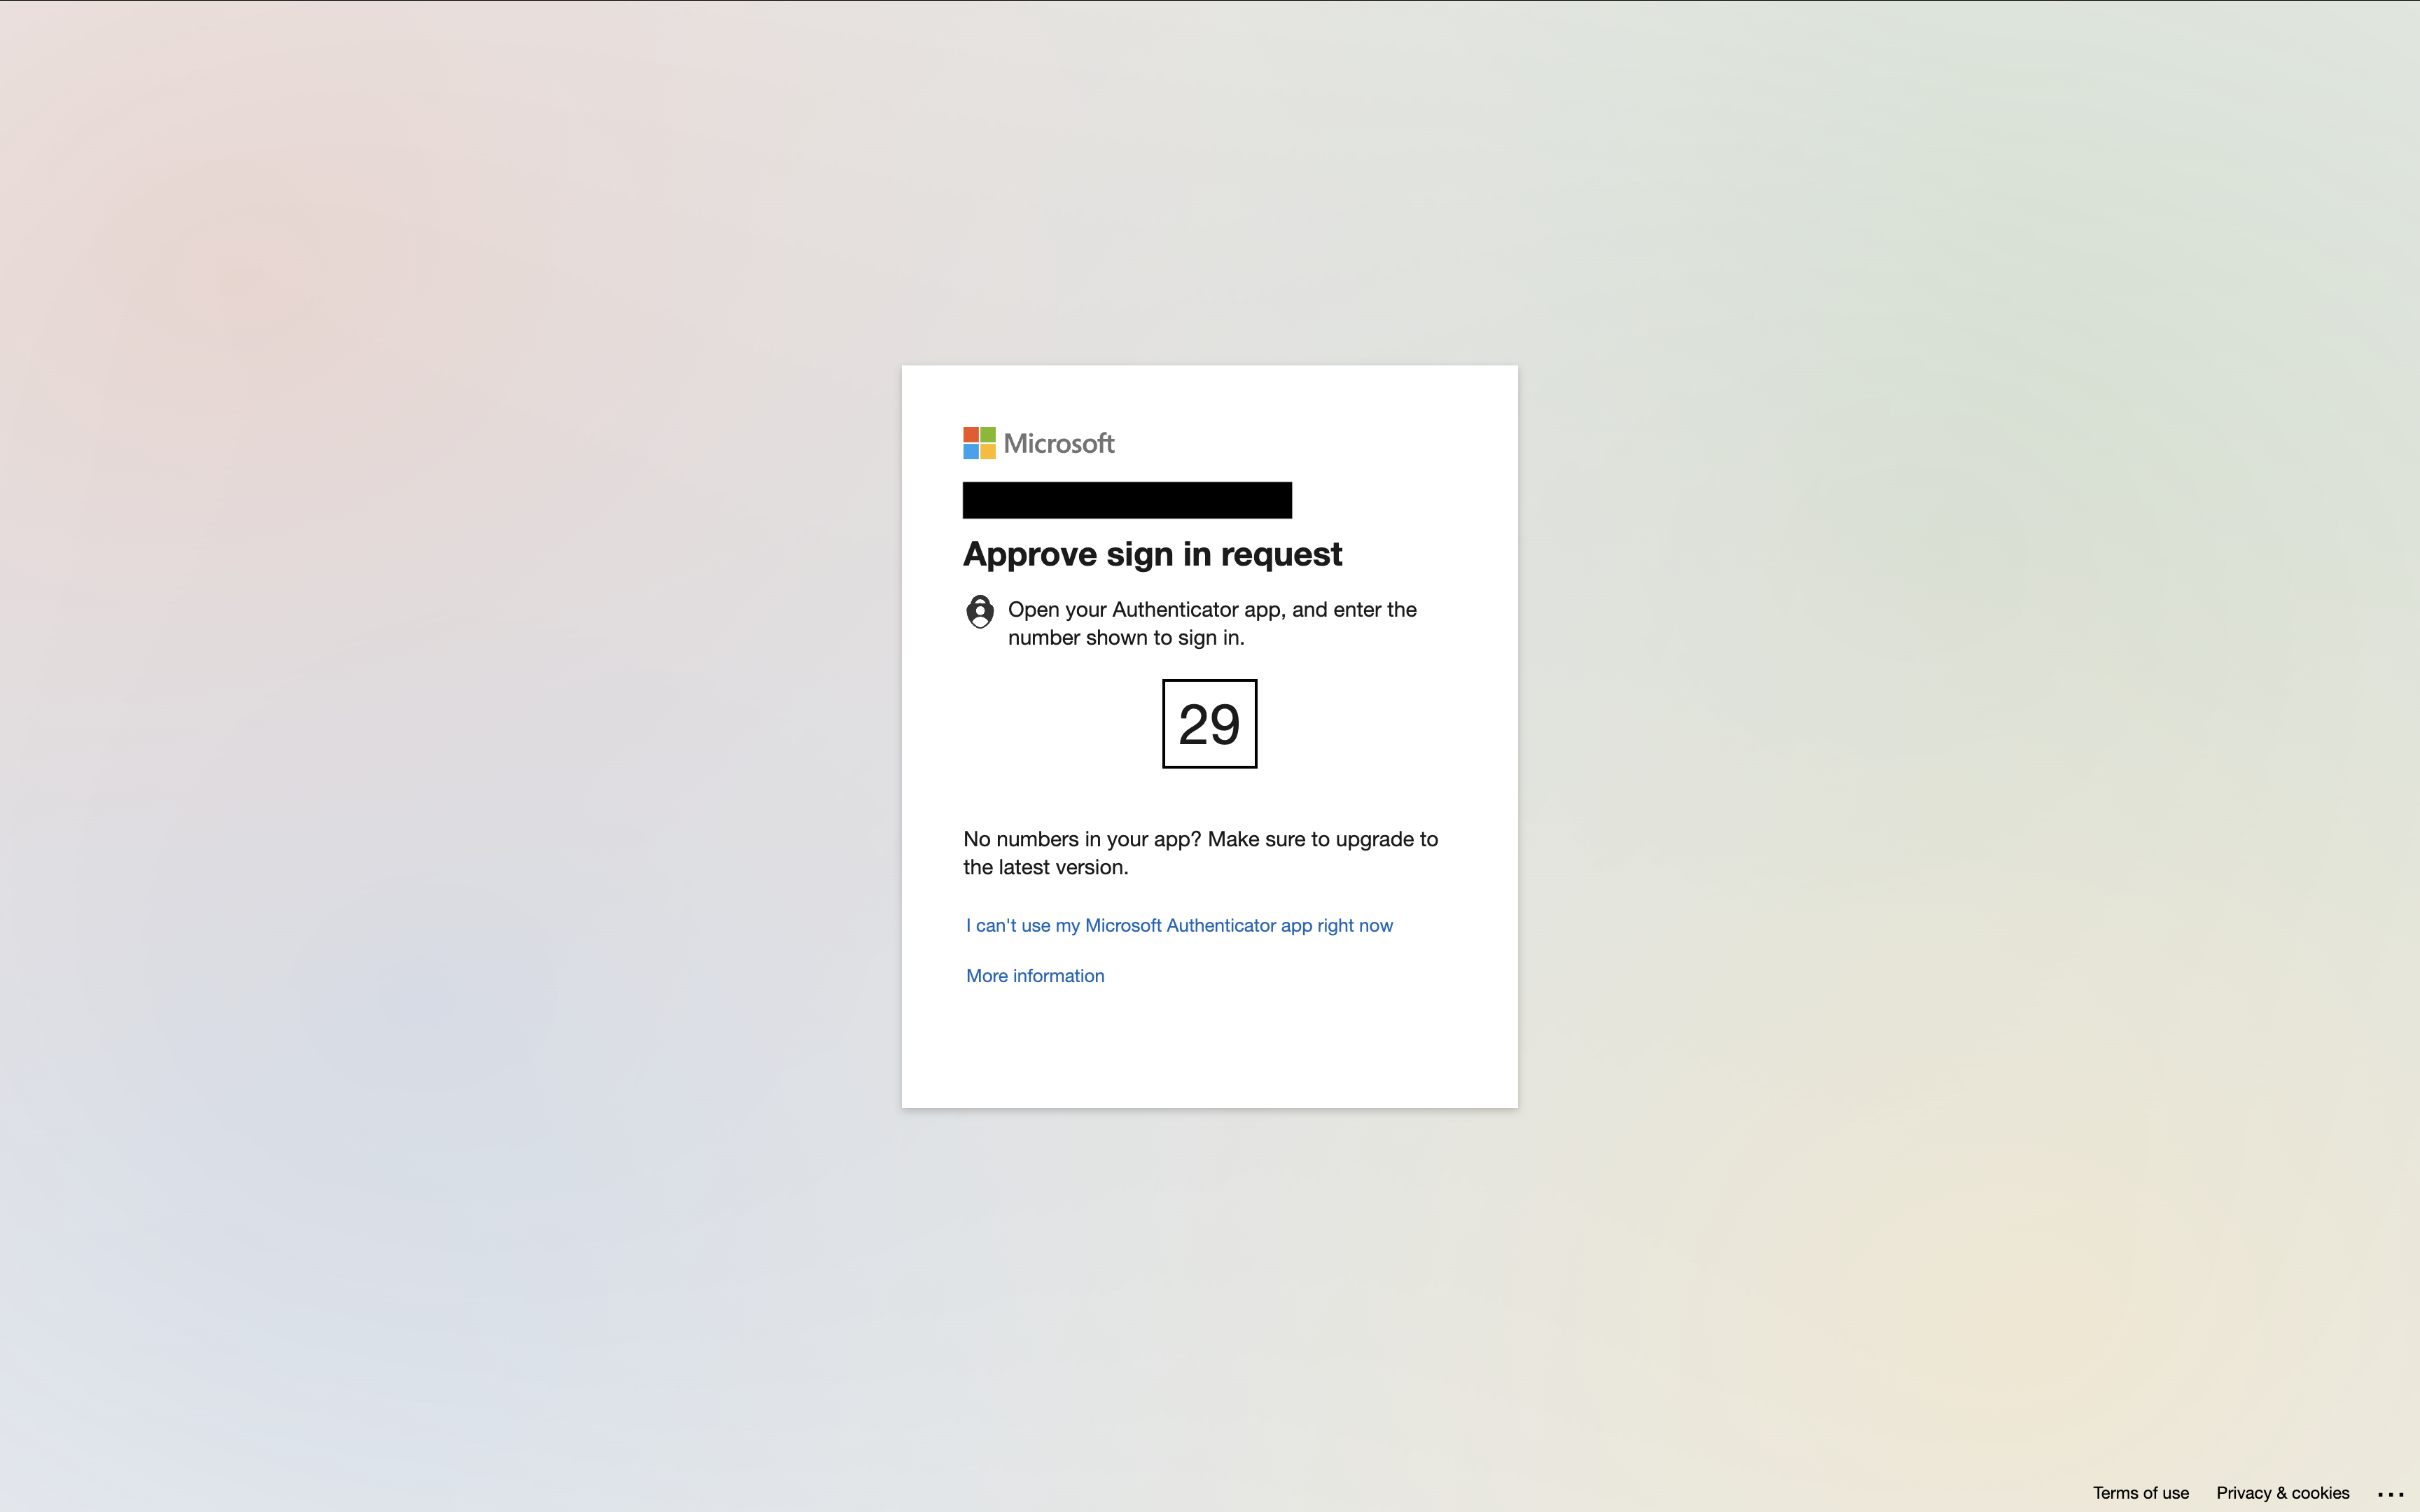 Microsoft
Approve sign in request
Open your Authenticator app, and enter the
number shown to sign in.
29
No numbers in your app? Make sure to upgrade to
the latest version.
I can't use my Microsoft Authenticator app right now
More information
Terms of use Privacy & cookies ...